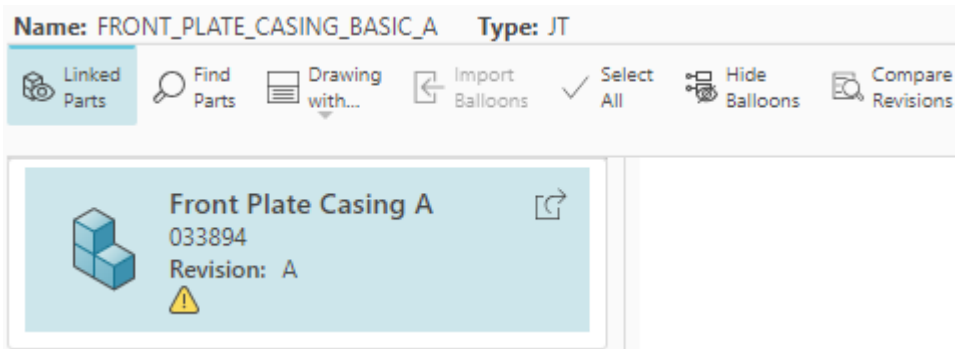 Name: FRONT_PLATE_CASING_BASIC_A Type: JT
Linked Parts
Find Parts
Drawing with...
Import Balloons
Select All
Hide Balloons
Compare Revisions
Front Plate Casing A
033894
Revision: A